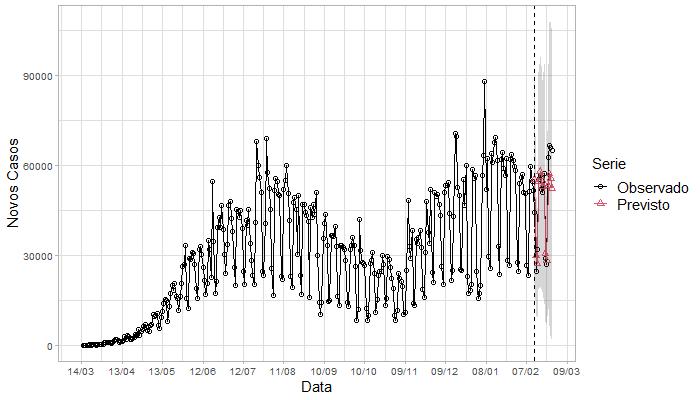 Novos Casos
90000
60000
30000
0
14/03 13/04 13/05 12/06 12/07 11/08 10/09 10/10 09/11 09/12 08/01 07/02 09/03
Data
Serie
Observado
Previsto